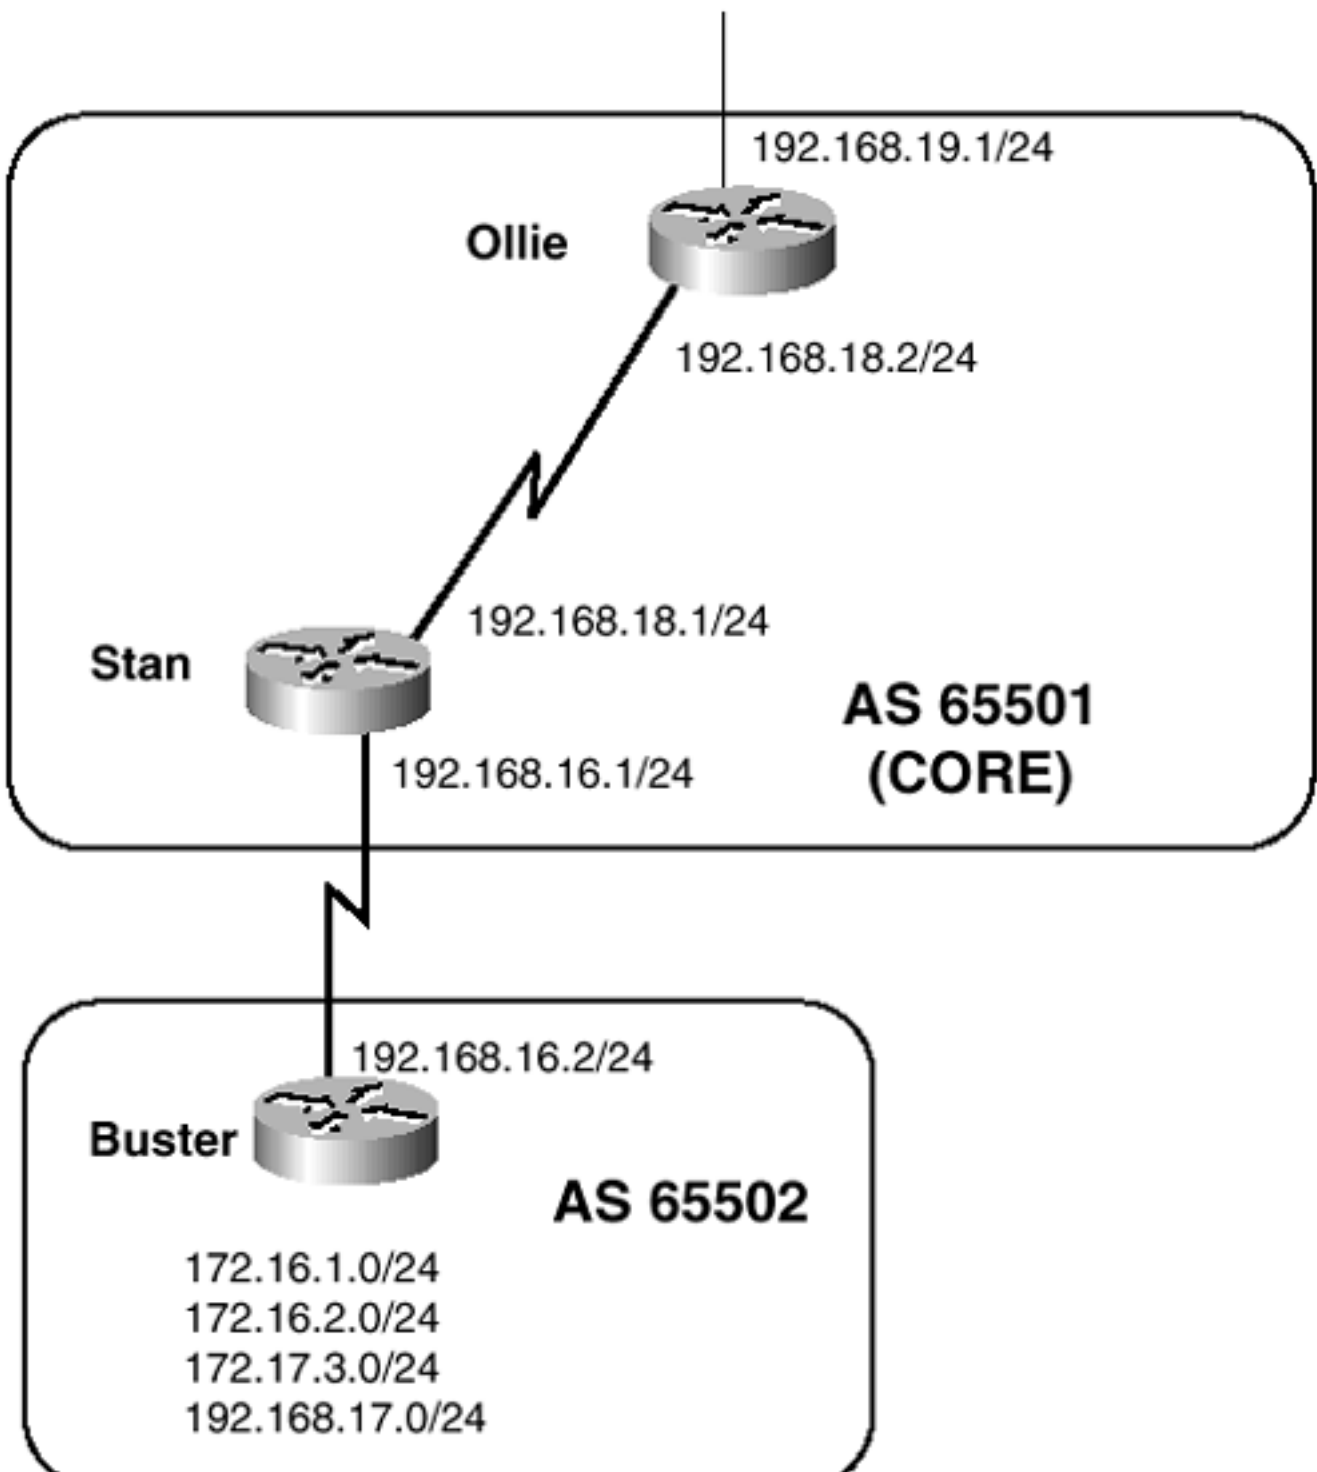 192.168.19.1/24
Ollie
192.168.18.2/24
192.168.18.1/24
Stan
AS 65501
(CORE)
192.168.16.1/24
192.168.16.2/24
Buster
AS 65502
172.16.1.0/24
172.16.2.0/24
172.17.3.0/24
192.168.17.0/24